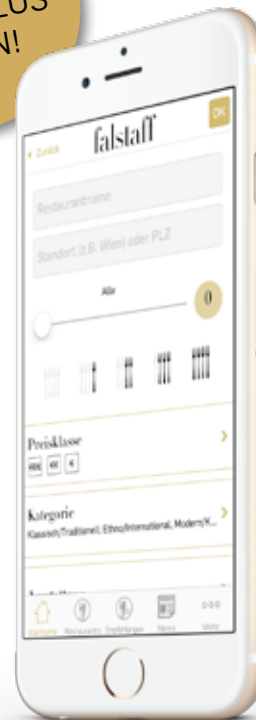 LUS
N!
Zurück
falstaff
OK
Restaurantname
Standort (z.B: Wien) oder PLZ
Alle
0
Preisklasse
€€€ €€ €
Kategorie
Klassisch/Traditionell, Ethno/International, Modern/K...
Startseite Restaurants Empfehlungen News Mehr